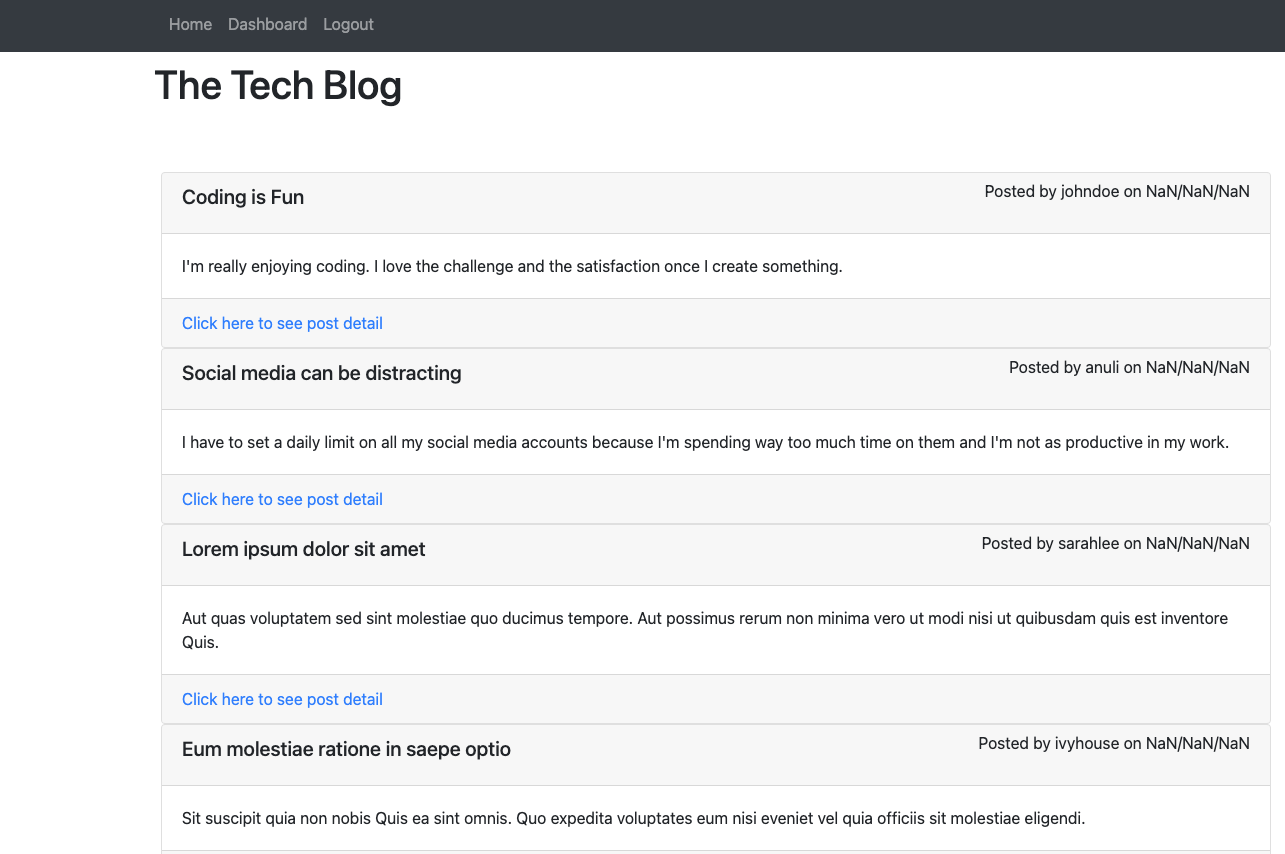 Home Dashboard Logout
The Tech Blog
Coding is Fun
Posted by johndoe on NaN/NaN/NaN
I'm really enjoying coding. I love the challenge and the satisfaction once I create something.
Click here to see post detail
Social media can be distracting
Posted by anuli on NaN/NaN/NaN
I have to set a daily limit on all my social media accounts because I'm spending way too much time on them and I'm not as productive in my work.
Click here to see post detail
Lorem ipsum dolor sit amet
Posted by sarahlee on NaN/NaN/NaN
Aut quas voluptatem sed sint molestiae quo ducimus tempore. Aut possimus rerum non minima vero ut modi nisi ut quibusdam quis est inventore
Quis.
Click here to see post detail
Eum molestiae ratione in saepe optio
Posted by ivyhouse on NaN/NaN/NaN
Sit suscipit quia non nobis Quis ea sint omnis. Quo expedita voluptates eum nisi eveniet vel quia officiis sit molestiae eligendi.